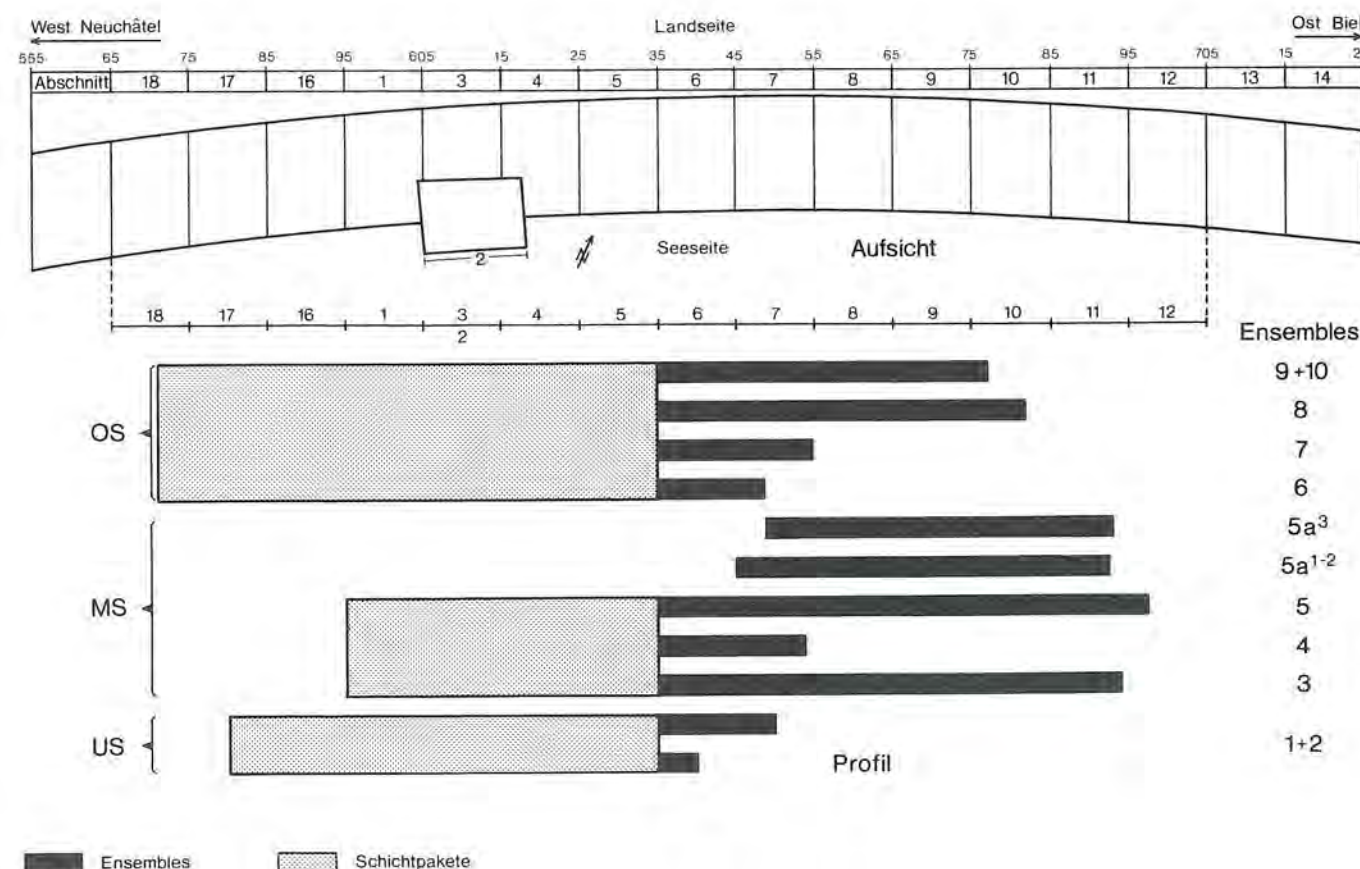 West Neuchâtel Landseite Ost Biel
555 65 75 85 95 605 15 25 35 45 55 65 75 85 95 705 15
Abschnitt 18 17 16 1 3 4 5 6 7 8 9 10 11 12 13 14
2 N Seeseite Aufsicht
18 17 16 1 3 4 5 6 7 8 9 10 11 12
2
Ensembles
9+10
8
OS
7
6
5a³
5a¹⁻²
MS
5
4
3
US
1+2
Profil
Ensembles Schichtpakete